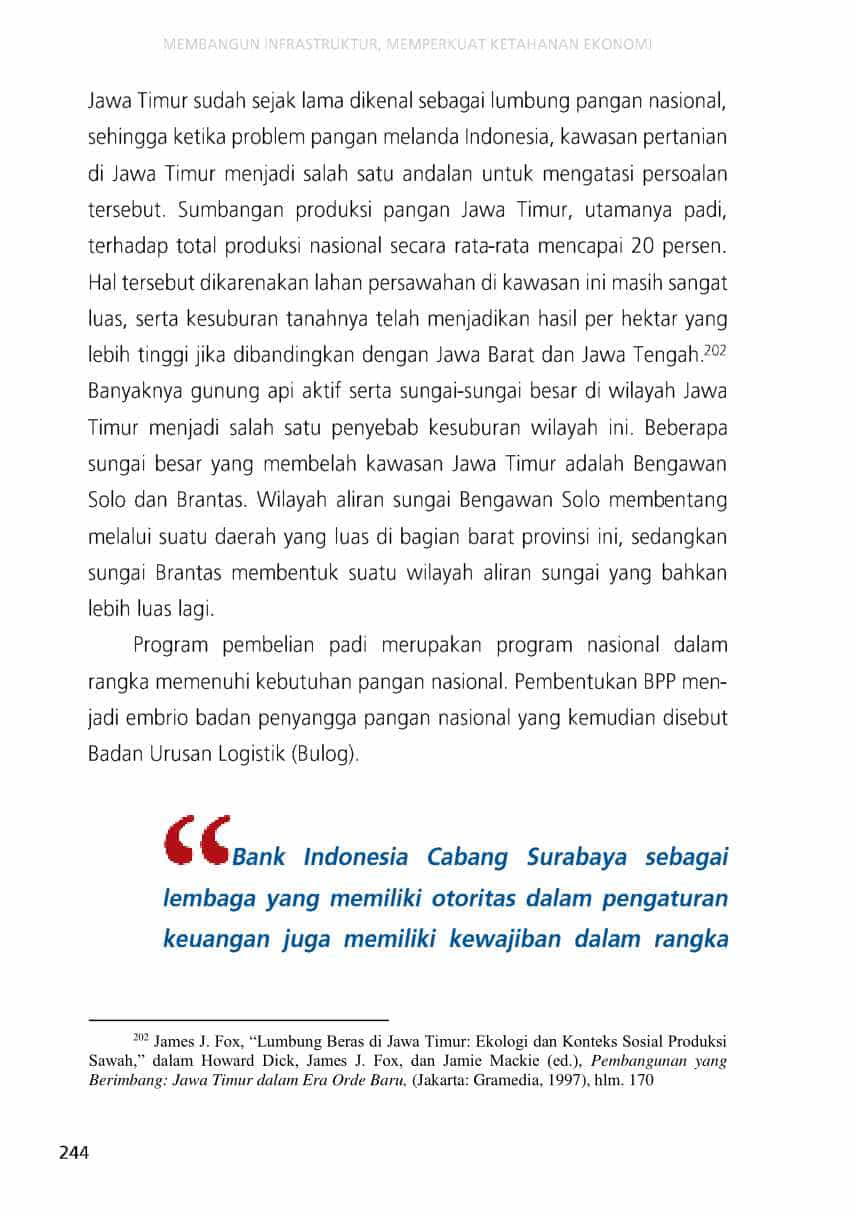 MEMBANGUN INFRASTRUKTUR, MEMPERKUAT KETAHANAN EKONOMI
Jawa Timur sudah sejak lama dikenal sebagai lumbung pangan nasional,
sehingga ketika problem pangan melanda Indonesia, kawasan pertanian
di Jawa Timur menjadi salah satu andalan untuk mengatasi persoalan
tersebut. Sumbangan produksi pangan Jawa Timur, utamanya padi,
terhadap total produksi nasional secara rata-rata mencapai 20 persen.
Hal tersebut dikarenakan lahan persawahan di kawasan ini masih sangat
luas, serta kesuburan tanahnya telah menjadikan hasil per hektar yang
lebih tinggi jika dibandingkan dengan Jawa Barat dan Jawa Tengah.202
Banyaknya gunung api aktif serta sungai-sungai besar di wilayah Jawa
Timur menjadi salah satu penyebab kesuburan wilayah ini. Beberapa
sungai besar yang membelah kawasan Jawa Timur adalah Bengawan
Solo dan Brantas. Wilayah aliran sungai Bengawan Solo membentang
melalui suatu daerah yang luas di bagian barat provinsi ini, sedangkan
sungai Brantas membentuk suatu wilayah aliran sungai yang bahkan
lebih luas lagi.
Program pembelian padi merupakan program nasional dalam
rangka memenuhi kebutuhan pangan nasional. Pembentukan BPP men-
jadi embrio badan penyangga pangan nasional yang kemudian disebut
Badan Urusan Logistik (Bulog).
“Bank Indonesia Cabang Surabaya sebagai
lembaga yang memiliki otoritas dalam pengaturan
keuangan juga memiliki kewajiban dalam rangka
202 James J. Fox, “Lumbung Beras di Jawa Timur: Ekologi dan Konteks Sosial Produksi
Sawah,” dalam Howard Dick, James J. Fox, dan Jamie Mackie (ed.), Pembangunan yang
Berimbang: Jawa Timur dalam Era Orde Baru, (Jakarta: Gramedia, 1997), hlm. 170
244